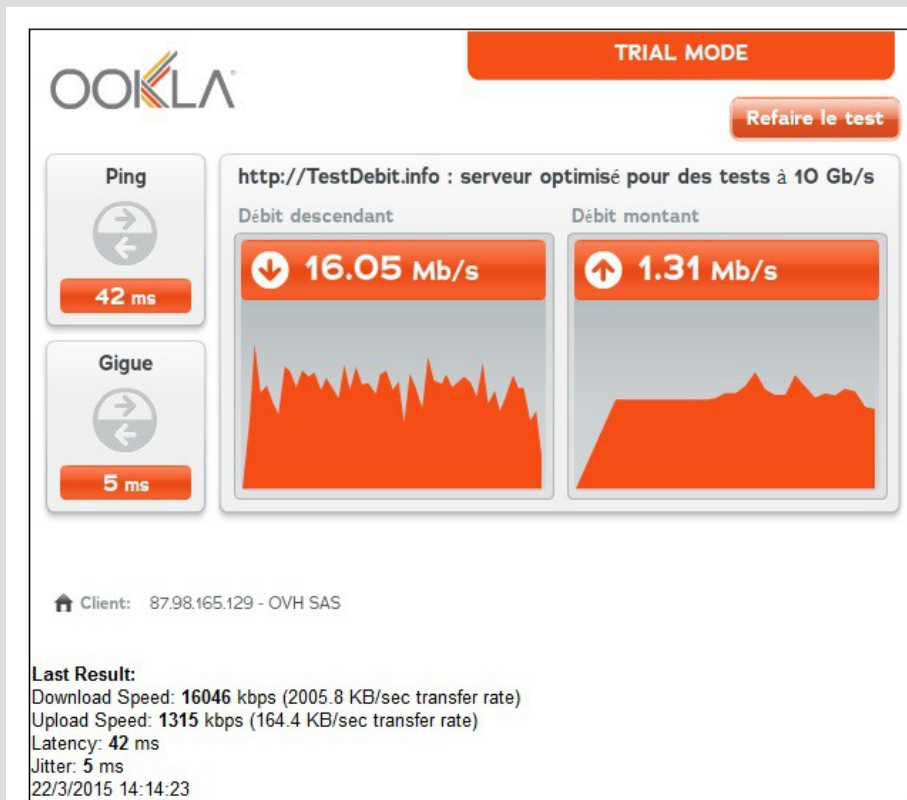 OOKLA
TRIAL MODE
Refaire le test
Ping
42 ms
Gigue
5 ms
http://TestDebit.info : serveur optimisé pour des tests à 10 Gb/s
Débit descendant
16.05 Mb/s
Débit montant
1.31 Mb/s
Client: 87.98.165.129 - OVH SAS
Last Result:
Download Speed: 16046 kbps (2005.8 KB/sec transfer rate)
Upload Speed: 1315 kbps (164.4 KB/sec transfer rate)
Latency: 42 ms
Jitter: 5 ms
22/3/2015 14:14:23